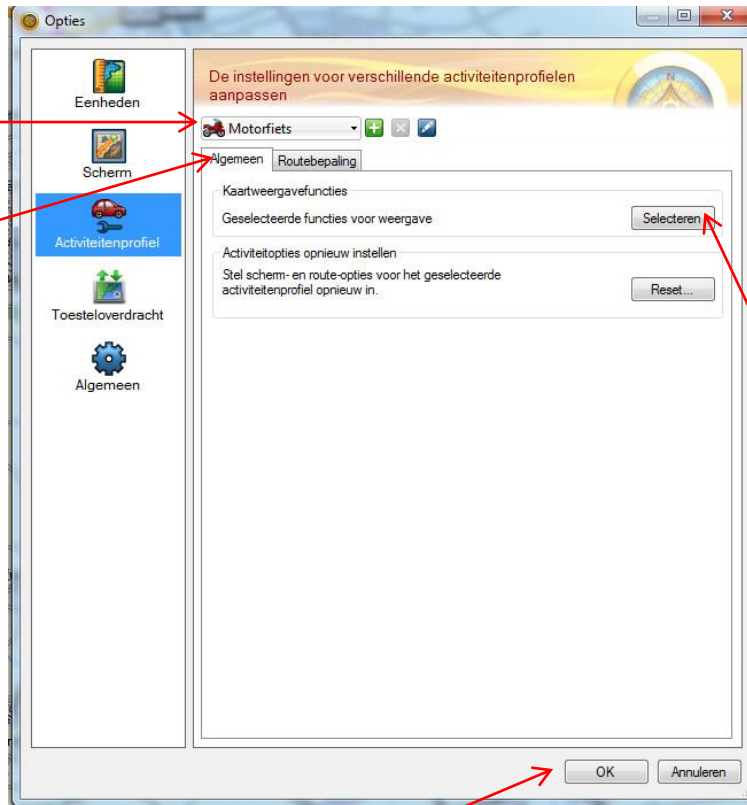 Opties
Eenheden
Scherm
Activiteitenprofiel
Toesteloverdracht
Algemeen
De instellingen voor verschillende activiteitenprofielen
aanpassen
Motorfiets
Algemeen Routebepaling
Kaartweergavefuncties
Geselecteerde functies voor weergave Selecteren
Activiteitopties opnieuw instellen
Stel scherm- en route-opties voor het geselecteerde
activiteitenprofiel opnieuw in. Reset...
OK Annuleren